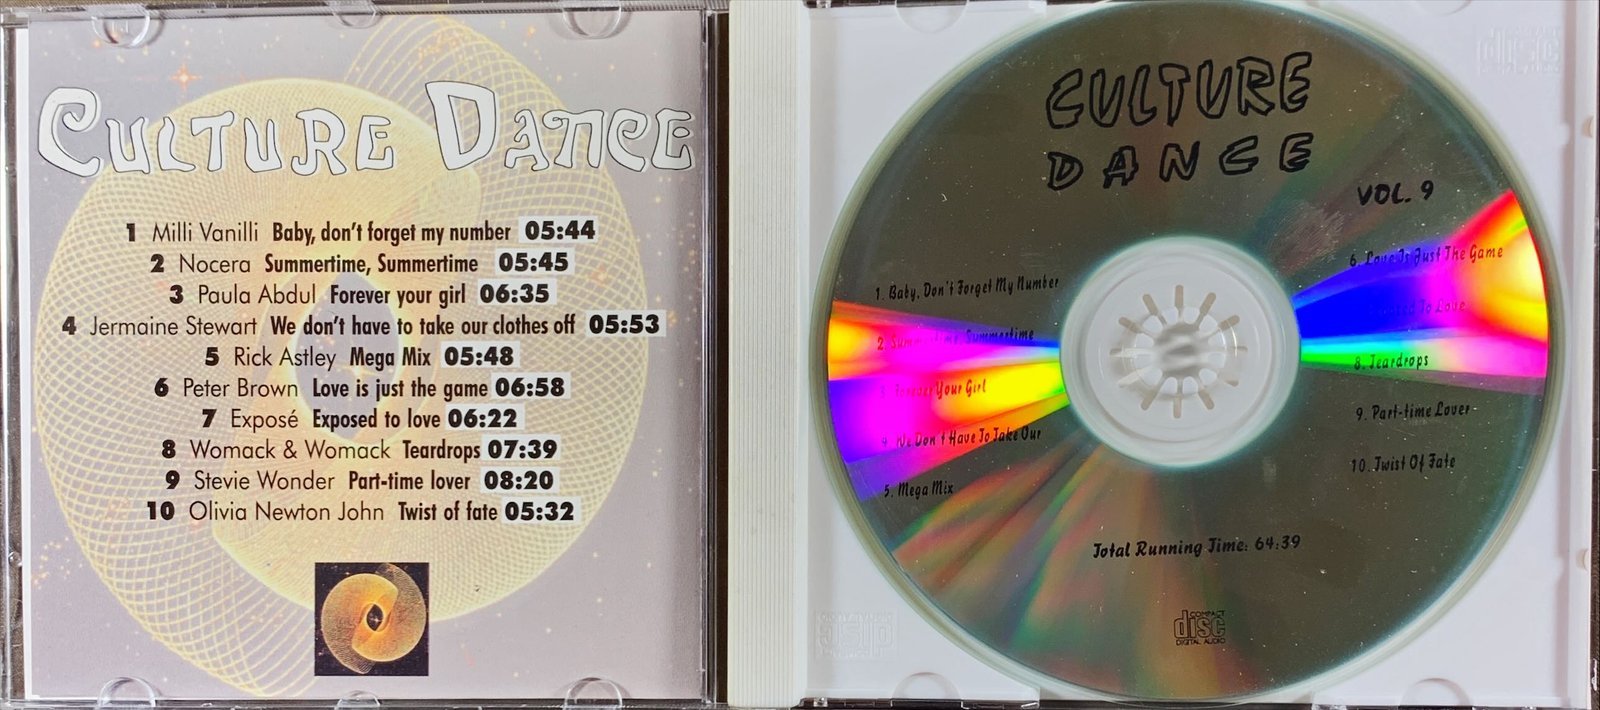 CULTURE DANCE
1 Milli Vanilli Baby, don't forget my number 05:44
2 Nocera Summertime, Summertime 05:45
3 Paula Abdul Forever your girl 06:35
4 Jermaine Stewart We don't have to take our clothes off 05:53
5 Rick Astley Mega Mix 05:48
6 Peter Brown Love is just the game 06:58
7 Exposé Exposed to love 06:22
8 Womack & Womack Teardrops 07:39
9 Stevie Wonder Part-time lover 08:20
10 Olivia Newton John Twist of fate 05:32
CULTURE
DANCE
VOL. 9
1. Baby, Don't Forget My Number
2. Summertime, Summertime
3. Forever Your Girl
4. We Don't Have To Take Our
5. Mega Mix
6. Love Is Just The Game
Exposed To Love
8. Teardrops
9. Part-time Lover
10. Twist Of Fate
Total Running Time: 64:39
COMPACT
disc
DIGITAL AUDIO